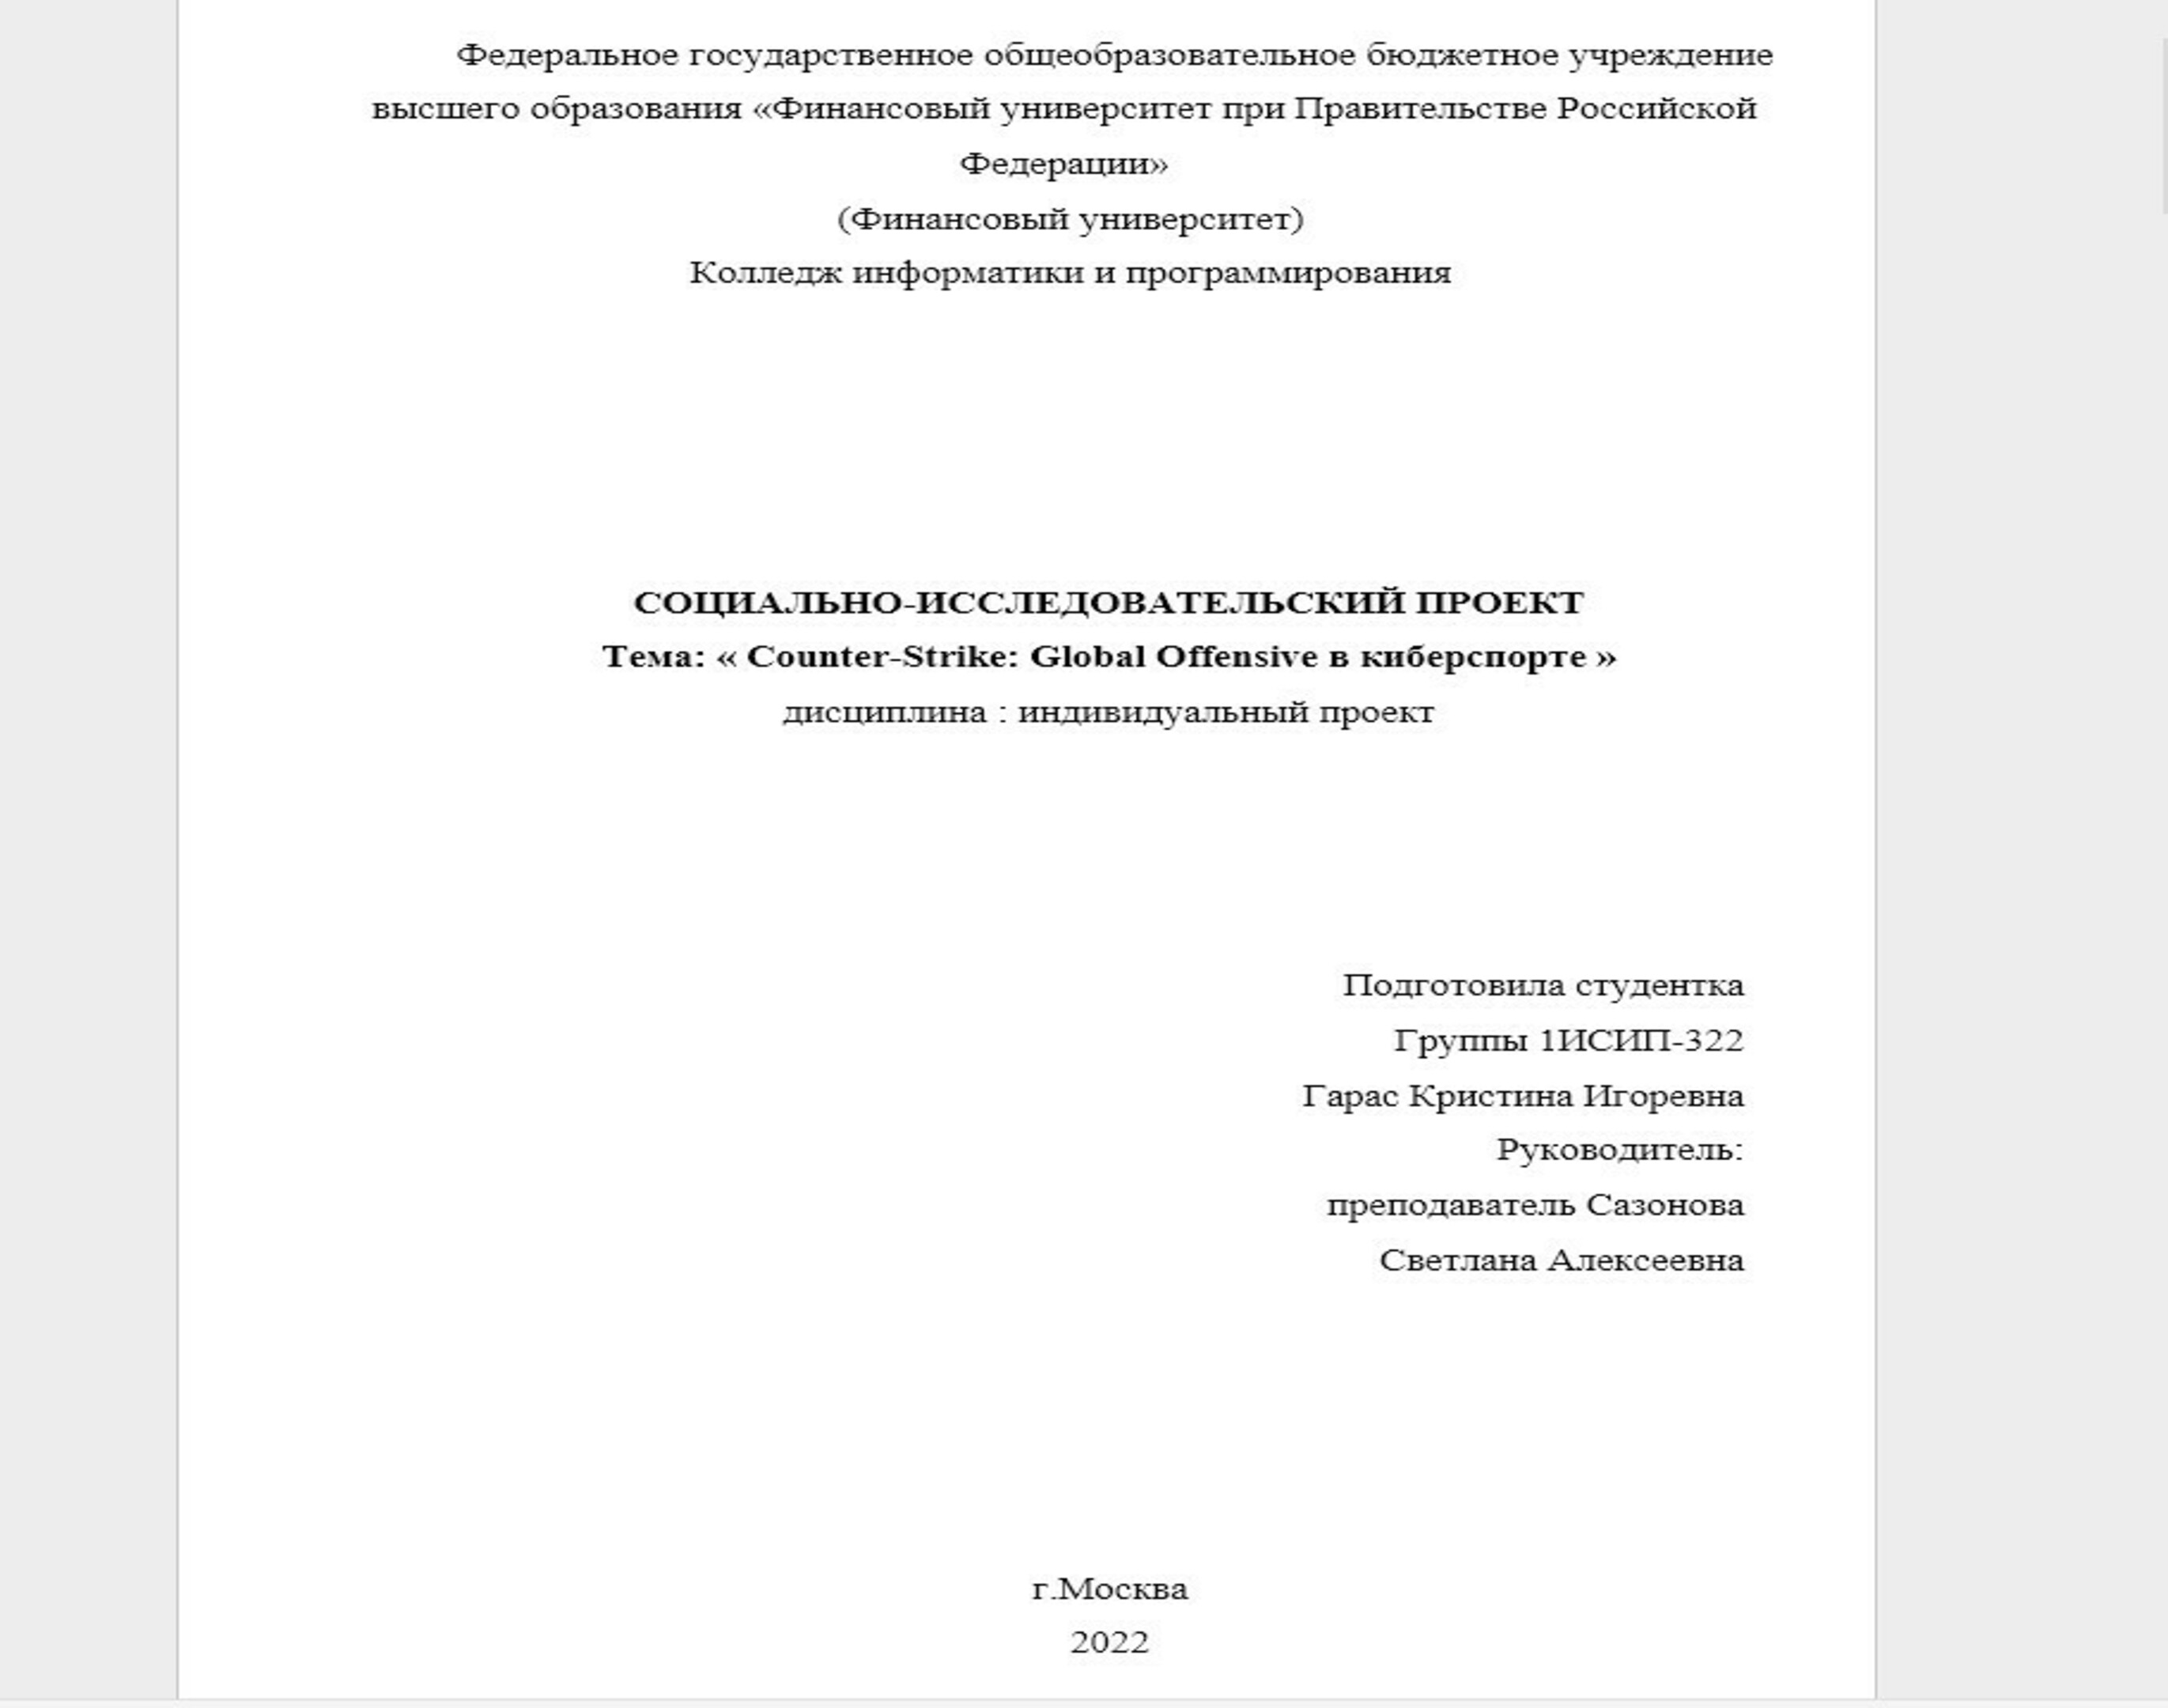 Федеральное государственное общеобразовательное бюджетное учреждение
высшего образования «Финансовый университет при Правительстве Российской
Федерации»
(Финансовый университет)
Колледж информатики и программирования
СОЦИАЛЬНО-ИССЛЕДОВАТЕЛЬСКИЙ ПРОЕКТ
Тема: « Counter-Strike: Global Offensive в киберспорте »
дисциплина : индивидуальный проект
Подготовила студентка
Группы 1ИСИП-322
Гарас Кристина Игоревна
Руководитель:
преподаватель Сазонова
Светлана Алексеевна
г.Москва
2022